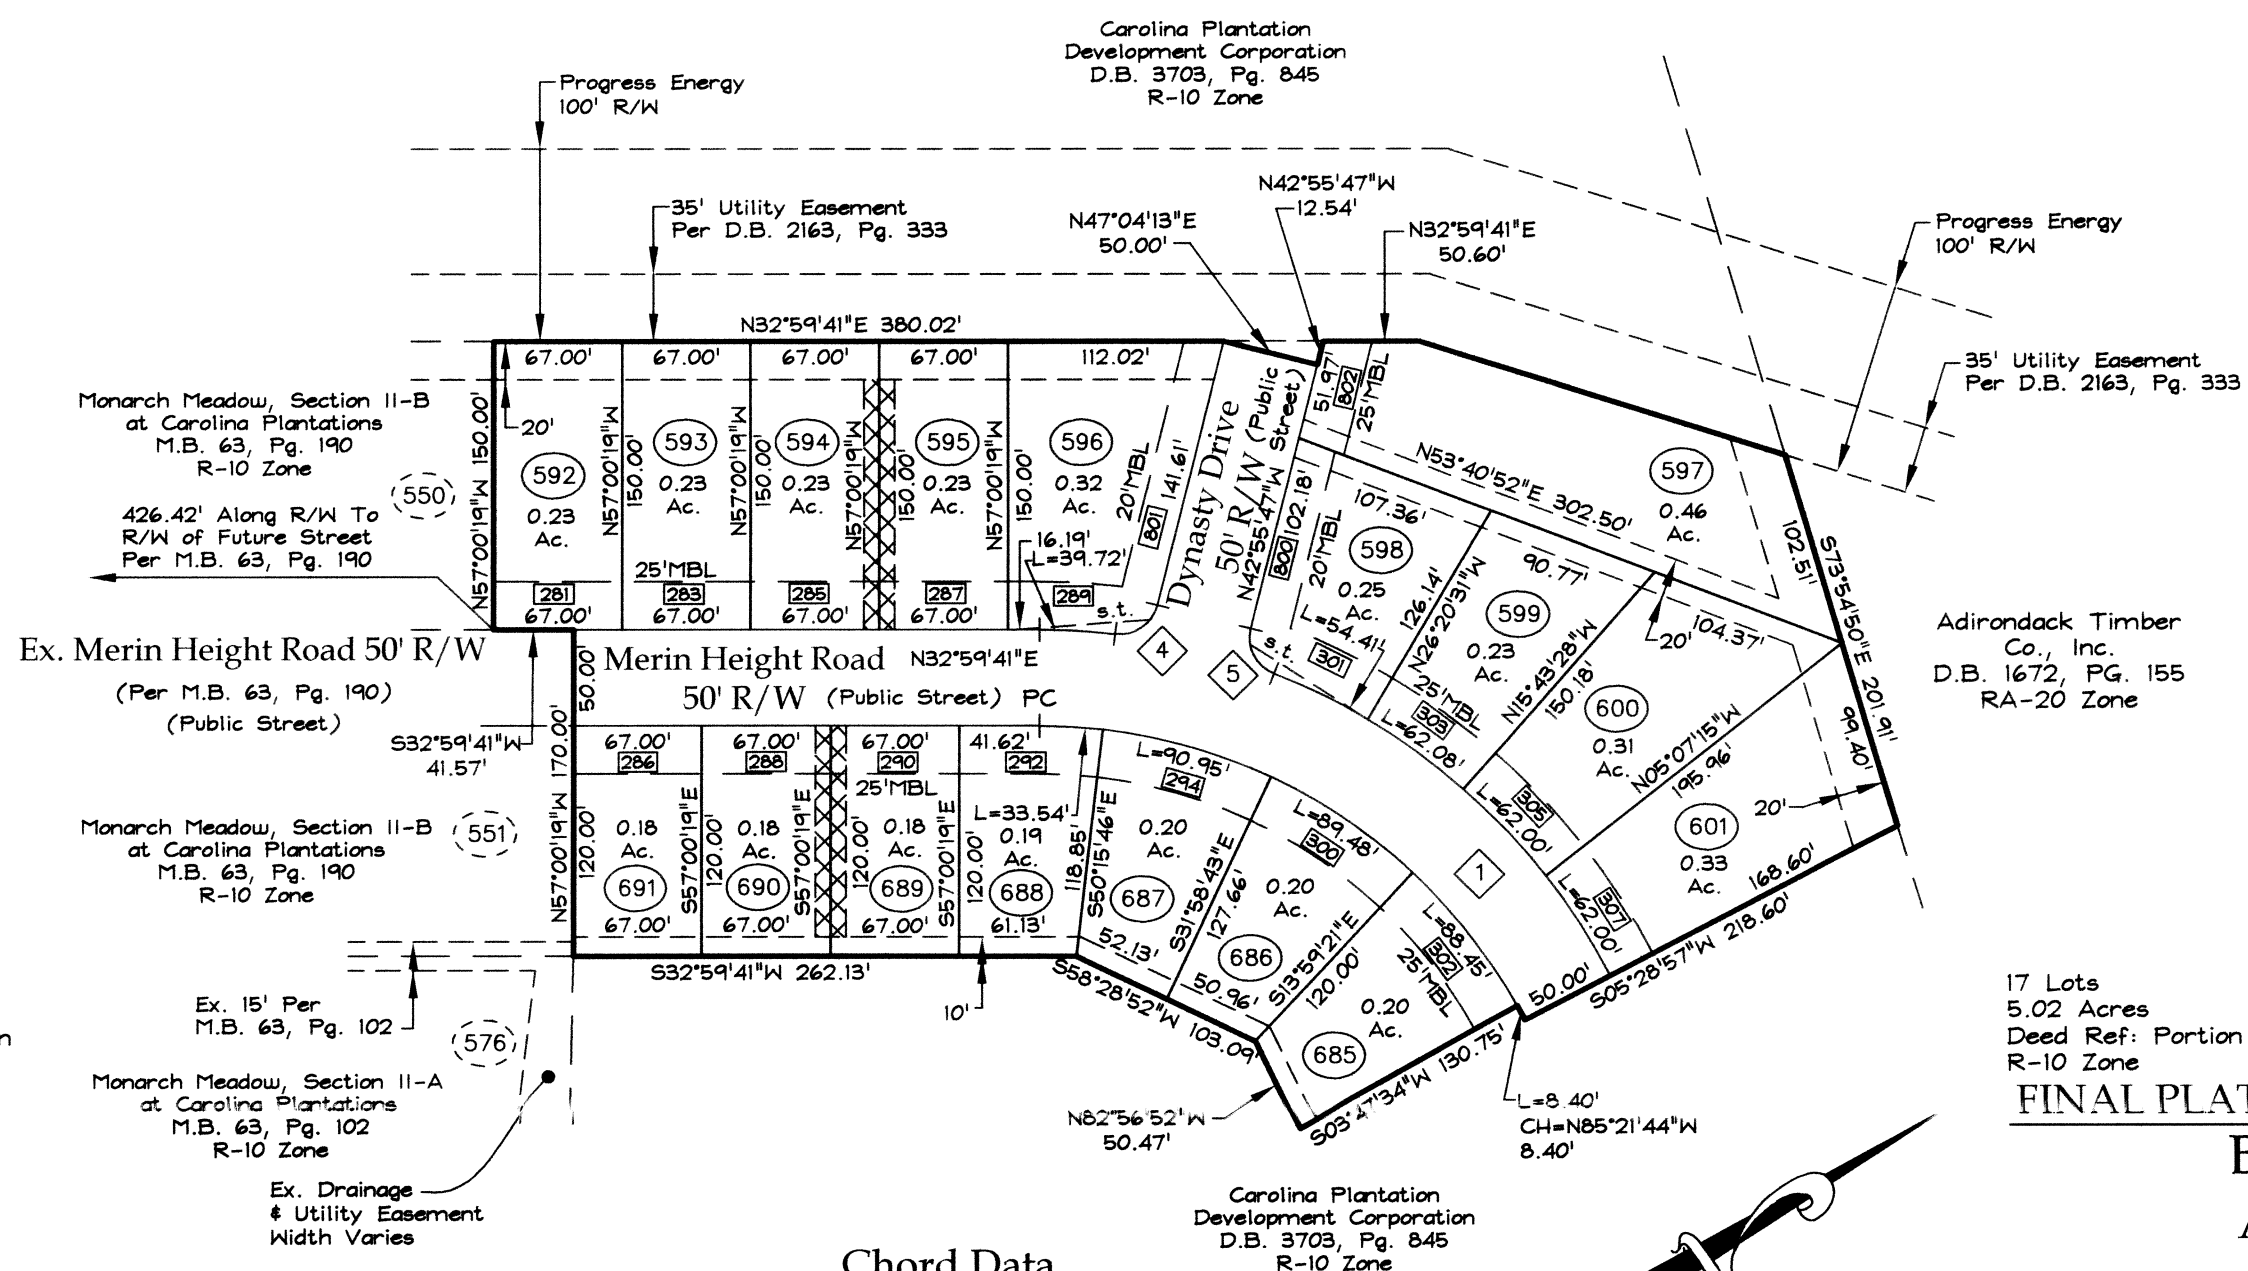 Carolina Plantation
Development Corporation
D.B. 3703, Pg. 845
R-10 Zone
Progress Energy
100' R/W
35' Utility Easement
Per D.B. 2163, Pg. 333
N47°04'13"E
50.00'
N42°55'47"W
12.54'
N32°59'41"E
50.60'
Progress Energy
100' R/W
35' Utility Easement
Per D.B. 2163, Pg. 333
N32°59'41"E 380.02'
67.00'
67.00'
67.00'
67.00'
112.02'
Monarch Meadow, Section II-B
at Carolina Plantations
M.B. 63, Pg. 190
R-10 Zone
550
426.42' Along R/W To
R/W of Future Street
Per M.B. 63, Pg. 190
N57°00'19"W 150.00'
20'
592
0.23
Ac.
N57°00'19"W
150.00'
593
0.23
Ac.
N57°00'19"W
150.00'
594
0.23
Ac.
N57°00'19"W
150.00'
595
0.23
Ac.
N57°00'19"W
150.00'
596
0.32
Ac.
20'MBL
801
141.61'
16.19'
L=39.72'
25'MBL
281
283
285
287
289
67.00'
67.00'
67.00'
67.00'
s.t.
Dynasty Drive
50' R/W (Public
Street)
N42°55'47"W 102.18'
800
51.97'
802
25'MBL
N53°40'52"E 302.50'
597
0.46
Ac.
102.51'
S73°54'50"E 201.91'
99.40'
107.36'
598
0.25
Ac.
20'MBL
L=54.41'
301
s.t.
126.14'
N26°20'31"W
90.77'
599
0.23
Ac.
25'MBL
303
L=62.08'
N15°43'28"W
150.18'
20'
104.37'
600
0.31
Ac.
305
L=62.00'
N05°07'15"W
195.96'
20'
601
0.33
Ac.
307
L=62.00'
168.60'
S05°28'57"W 218.60'
50.00'
Adirondack Timber
Co., Inc.
D.B. 1672, PG. 155
RA-20 Zone
Ex. Merin Height Road 50' R/W
(Per M.B. 63, Pg. 190)
(Public Street)
S32°59'41"W
41.57'
50.00'
Merin Height Road
50' R/W (Public Street)
N32°59'41"E
PC
4
5
1
N57°00'19"W 170.00'
67.00'
67.00'
67.00'
41.62'
286
288
290
292
25'MBL
120.00'
0.18
Ac.
691
67.00'
S57°00'19"E
120.00'
0.18
Ac.
690
67.00'
S57°00'19"E
120.00'
0.18
Ac.
689
67.00'
S57°00'19"E
120.00'
L=33.54'
0.19
Ac.
688
61.13'
118.85'
S50°15'46"E
L=90.95'
294
0.20
Ac.
687
52.13'
S31°58'43"E
127.66'
L=89.48'
300
0.20
Ac.
686
50.96'
S13°59'21"E
120.00'
L=88.45'
302
25'MBL
0.20
Ac.
685
Monarch Meadow, Section II-B
at Carolina Plantations
M.B. 63, Pg. 190
R-10 Zone
551
S32°59'41"W 262.13'
10'
S58°28'52"W 103.09'
N82°56'52"W
50.47'
S03°47'34"W 130.75'
L=8.40'
CH=N85°21'44"W
8.40'
Ex. 15' Per
M.B. 63, Pg. 102
576
Monarch Meadow, Section II-A
at Carolina Plantations
M.B. 63, Pg. 102
R-10 Zone
Ex. Drainage
& Utility Easement
Width Varies
Carolina Plantation
Development Corporation
D.B. 3703, Pg. 845
R-10 Zone
Chord Data
17 Lots
5.02 Acres
Deed Ref: Portion
R-10 Zone
FINAL PLAT